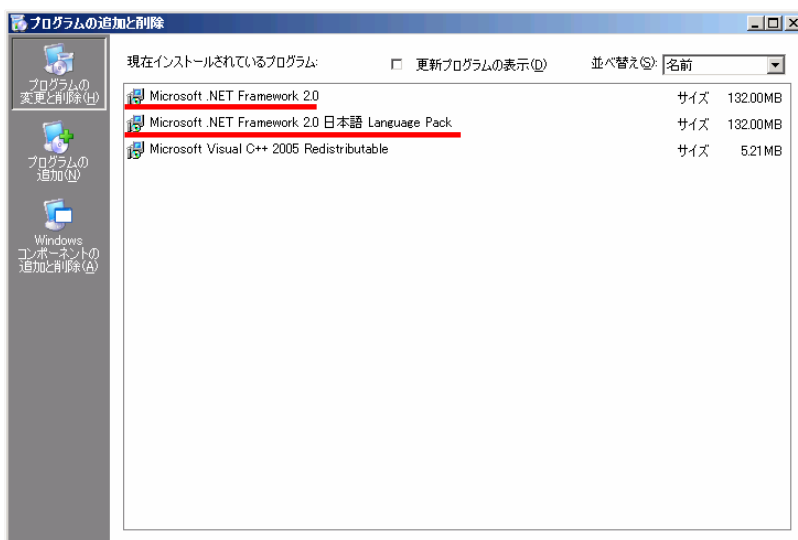 プログラムの追加と削除
現在インストールされているプログラム:
更新プログラムの表示(D)
並べ替え(S):
名前
プログラムの
変更と削除(H)
プログラムの
追加(N)
Windows
コンポーネントの
追加と削除(A)
Microsoft .NET Framework 2.0
サイズ 132.00MB
Microsoft .NET Framework 2.0 日本語 Language Pack
サイズ 132.00MB
Microsoft Visual C++ 2005 Redistributable
サイズ 5.21MB